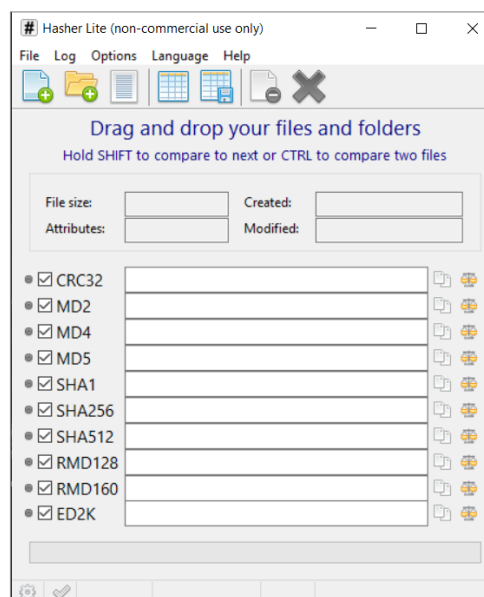 # Hasher Lite (non-commercial use only)
File Log Options Language Help
Drag and drop your files and folders
Hold SHIFT to compare to next or CTRL to compare two files
File size: Created:
Attributes: Modified:
CRC32
MD2
MD4
MD5
SHA1
SHA256
SHA512
RMD128
RMD160
ED2K